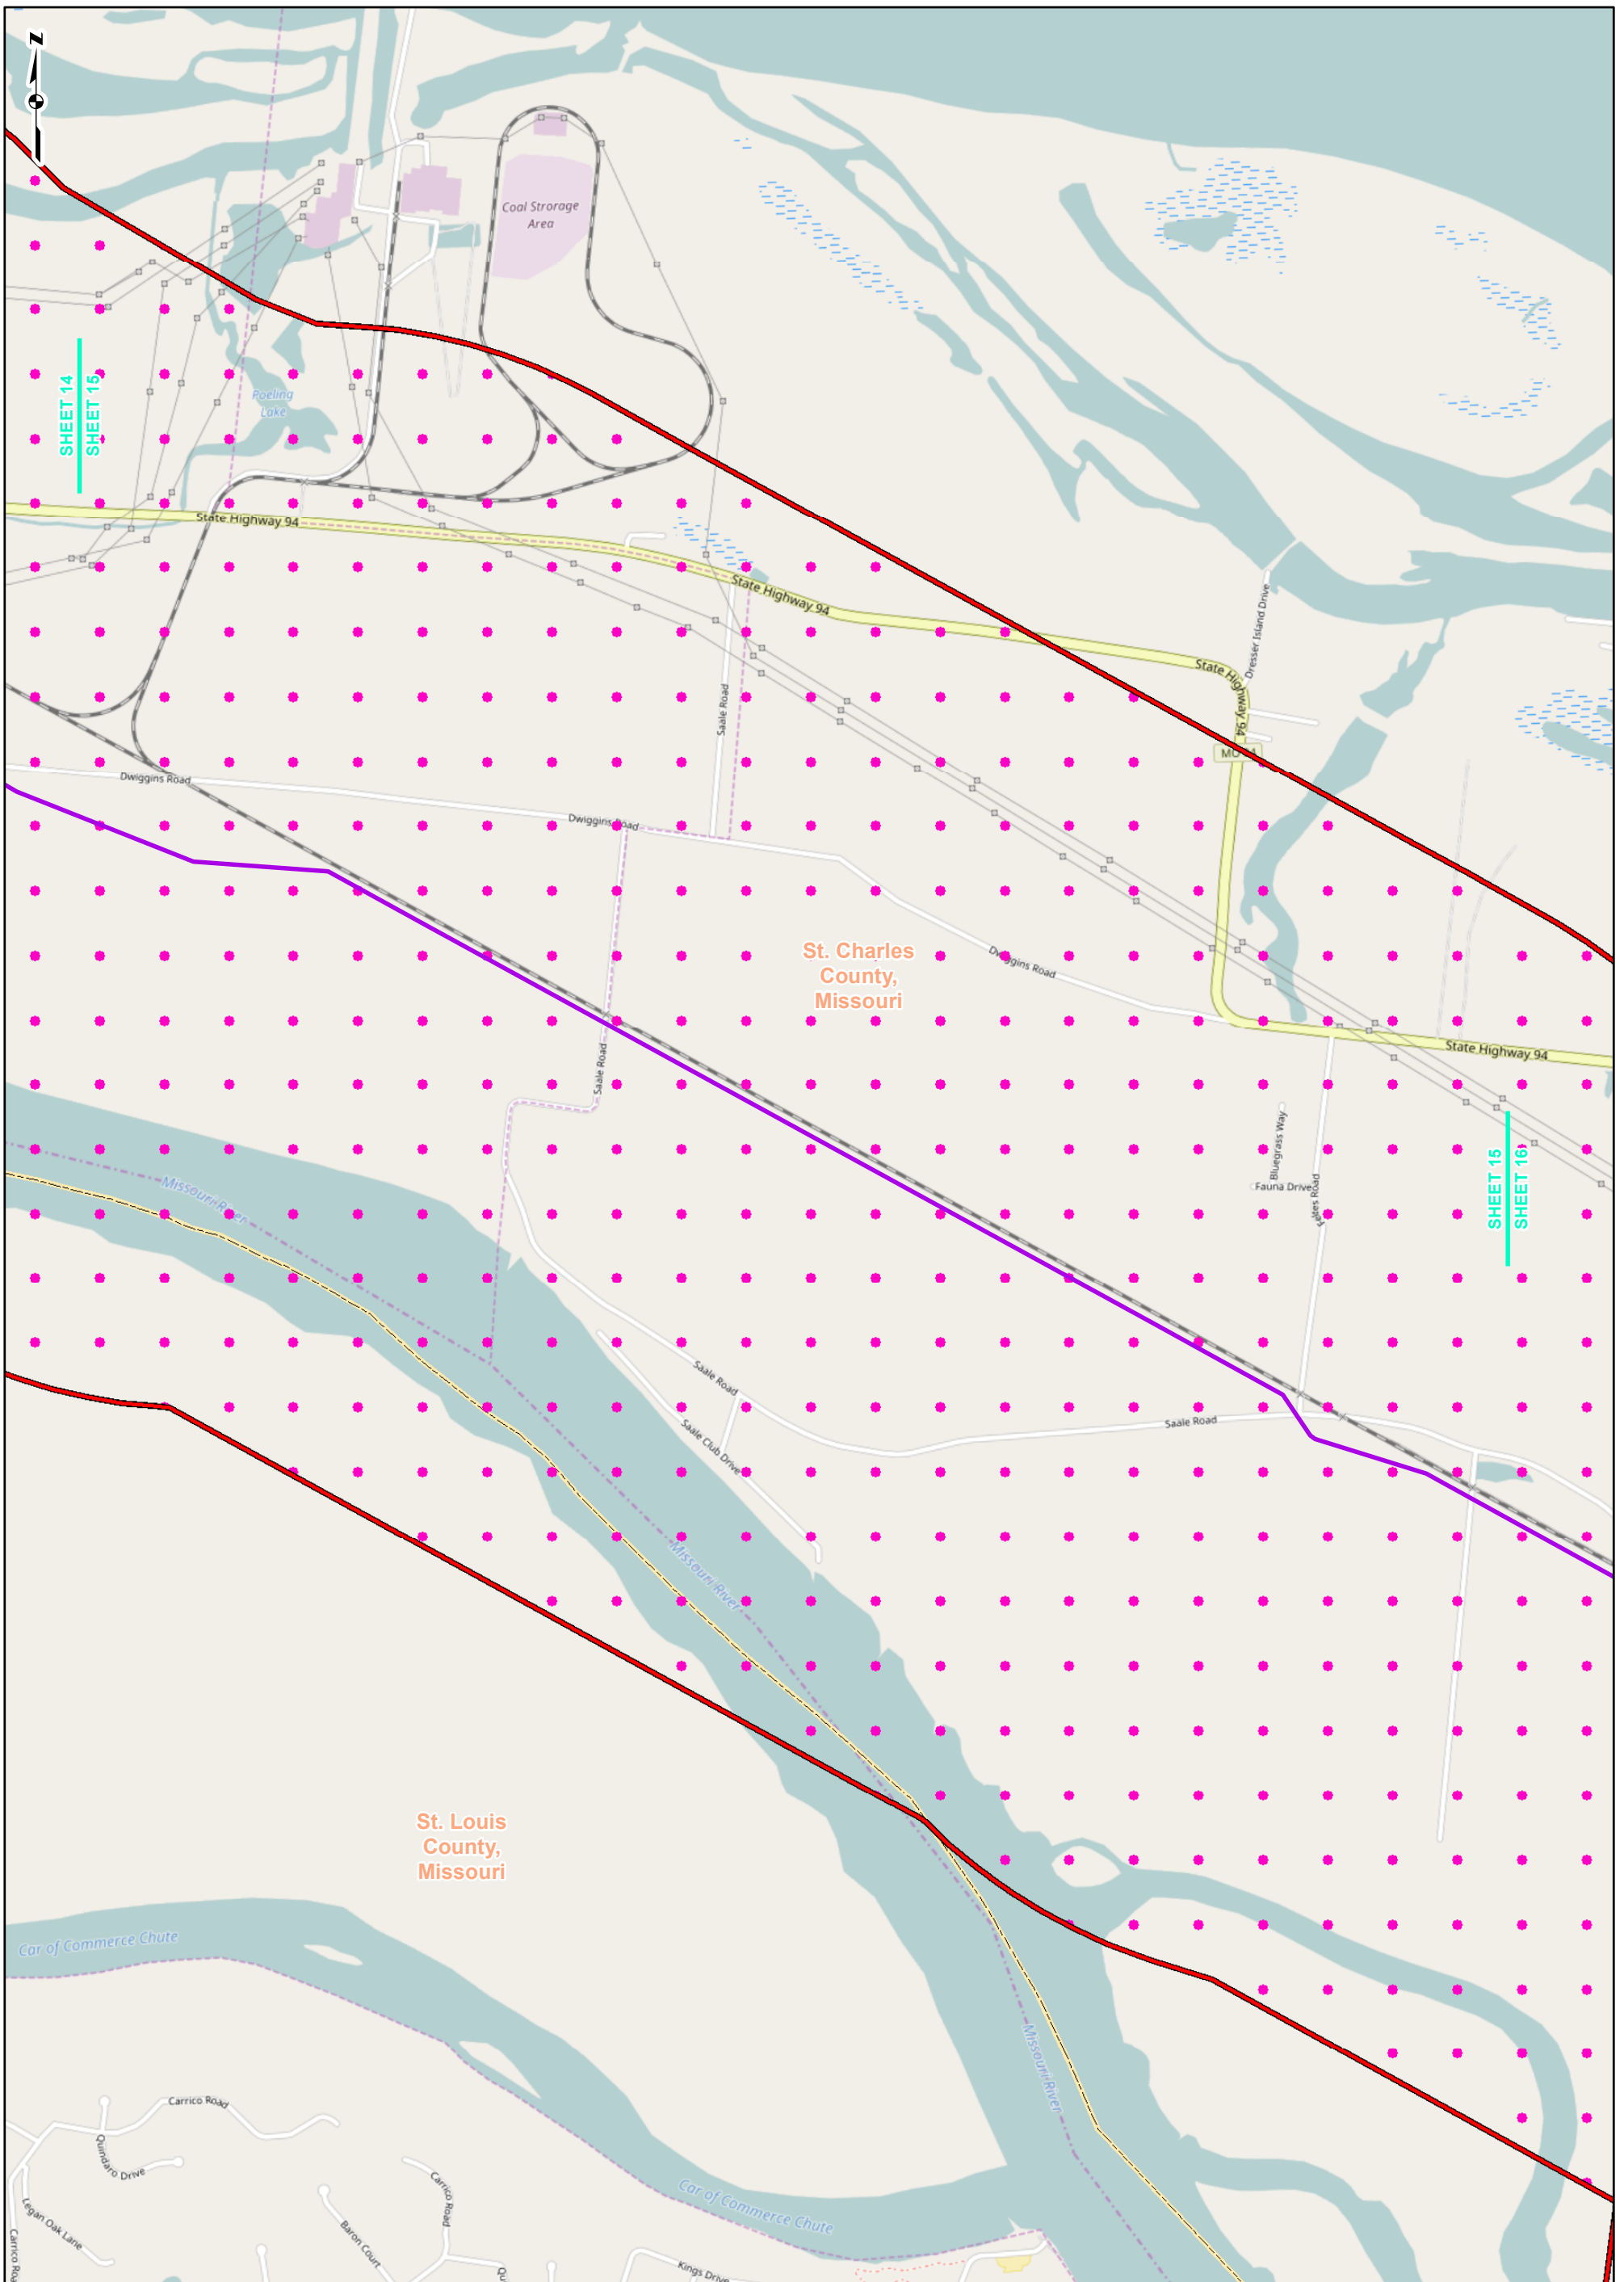 N
Coal Strorage
Area
SHEET 14
SHEET 15
Poeling
Lake
State Highway 94
State Highway 94
Dresser Island Drive
State Highway 94
Saale Road
Dwiggins Road
Dwiggins Road
St. Charles
County,
Missouri
Dwiggins Road
State Highway 94
Saale Road
Bluegrass Way
Fauna Drive
SHEET 15
SHEET 16
Missouri River
Saale Road
Saale Road
Saale Club Drive
Missouri River
St. Louis
County,
Missouri
Car of Commerce Chute
Missouri River
Carrico Road
Quindaro Drive
Carrico Road
Legan Oak Lane
Baron Court
Car of Commerce Chute
Kings Drive